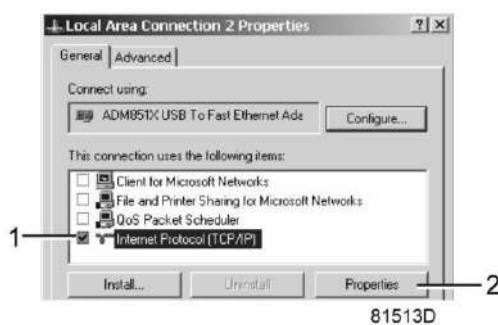 Local Area Connection 2 Properties
General
Advanced
Connect using:
ADM851X USB To Fast Ethernet Ada
Configure...
This connection uses the following items:
Client for Microsoft Networks
File and Printer Sharing for Microsoft Networks
QoS Packet Scheduler
1
Internet Protocol (TCP/IP)
Install...
Uninstall
Properties
2
81513D